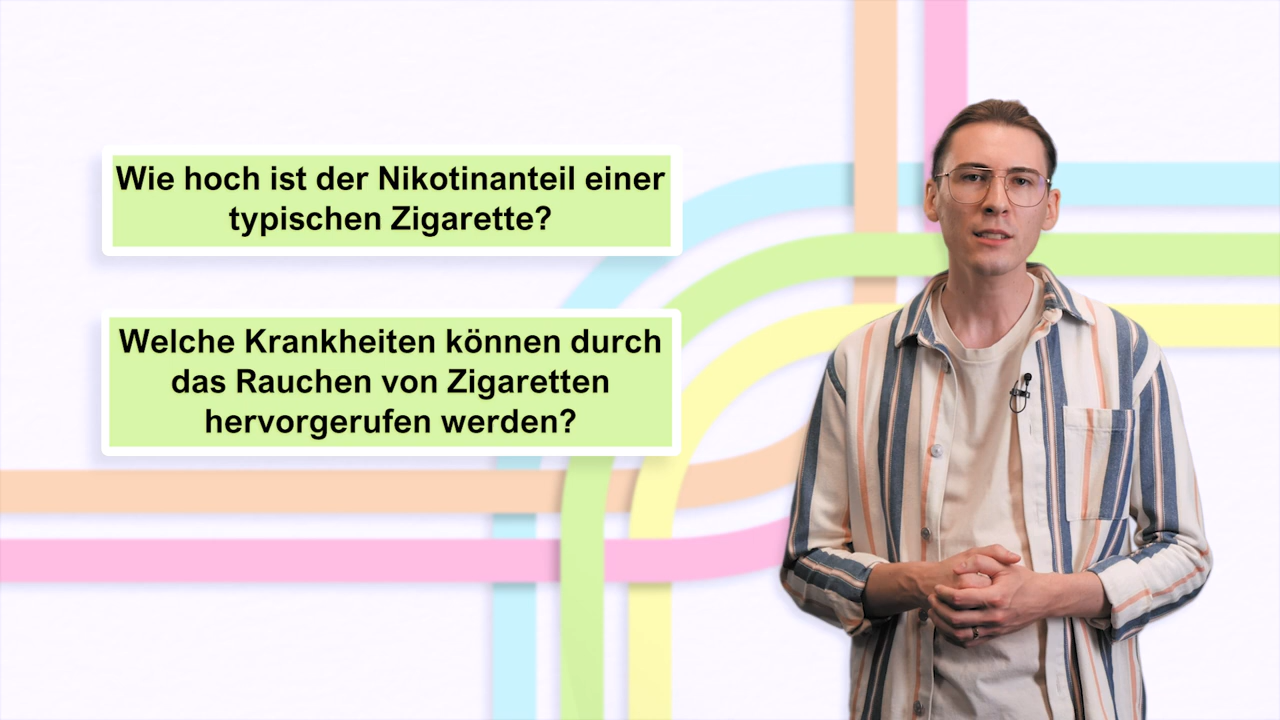 Wie hoch ist der Nikotinanteil einer
typischen Zigarette?
Welche Krankheiten können durch
das Rauchen von Zigaretten
hervorgerufen werden?